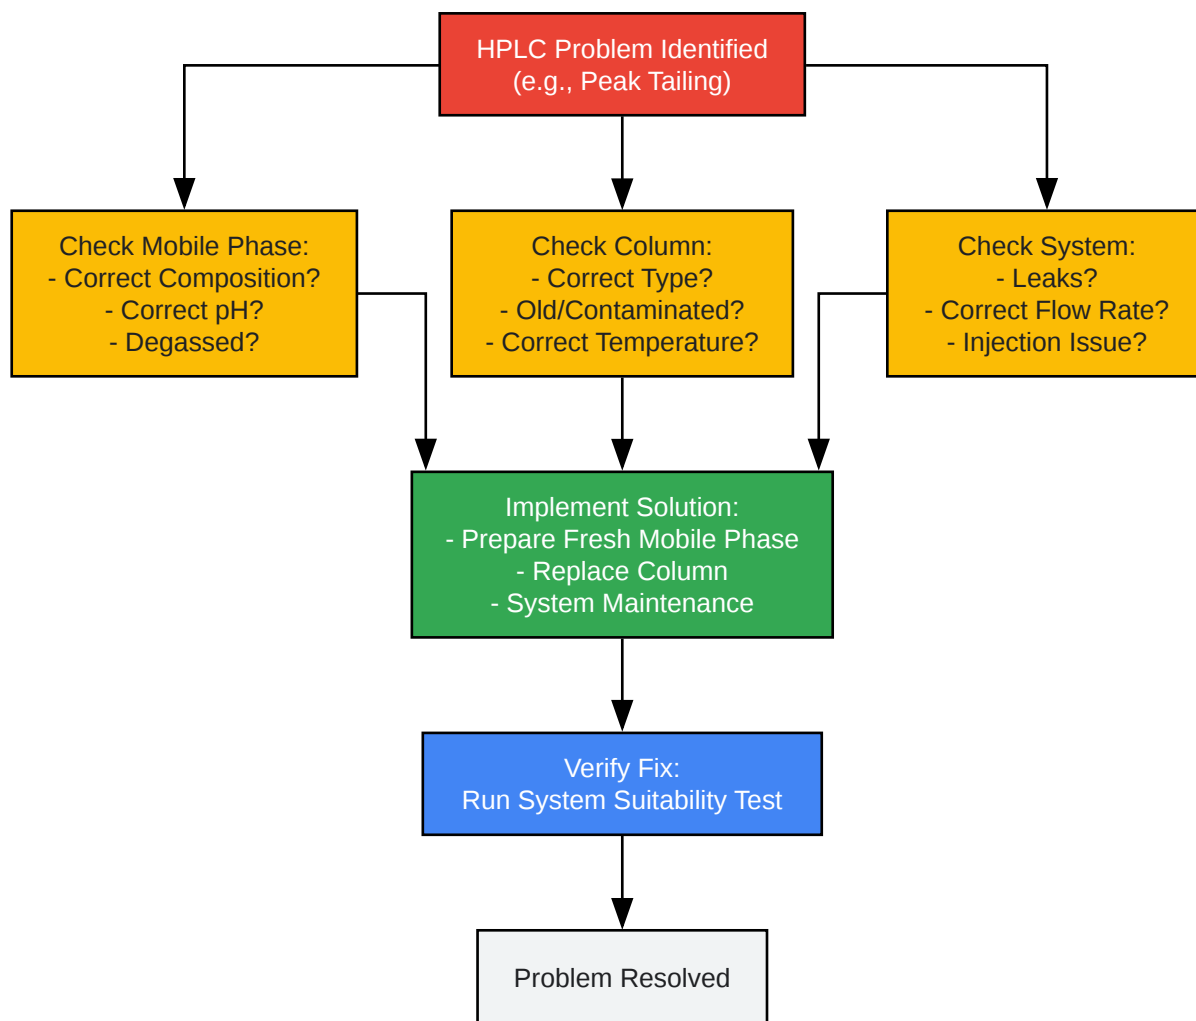 HPLC Problem Identified
(e.g., Peak Tailing)
Check Mobile Phase:
- Correct Composition?
- Correct pH?
- Degassed?
Check Column:
- Correct Type?
- Old/Contaminated?
- Correct Temperature?
Check System:
- Leaks?
- Correct Flow Rate?
- Injection Issue?
Implement Solution:
- Prepare Fresh Mobile Phase
- Replace Column
- System Maintenance
Verify Fix:
Run System Suitability Test
Problem Resolved